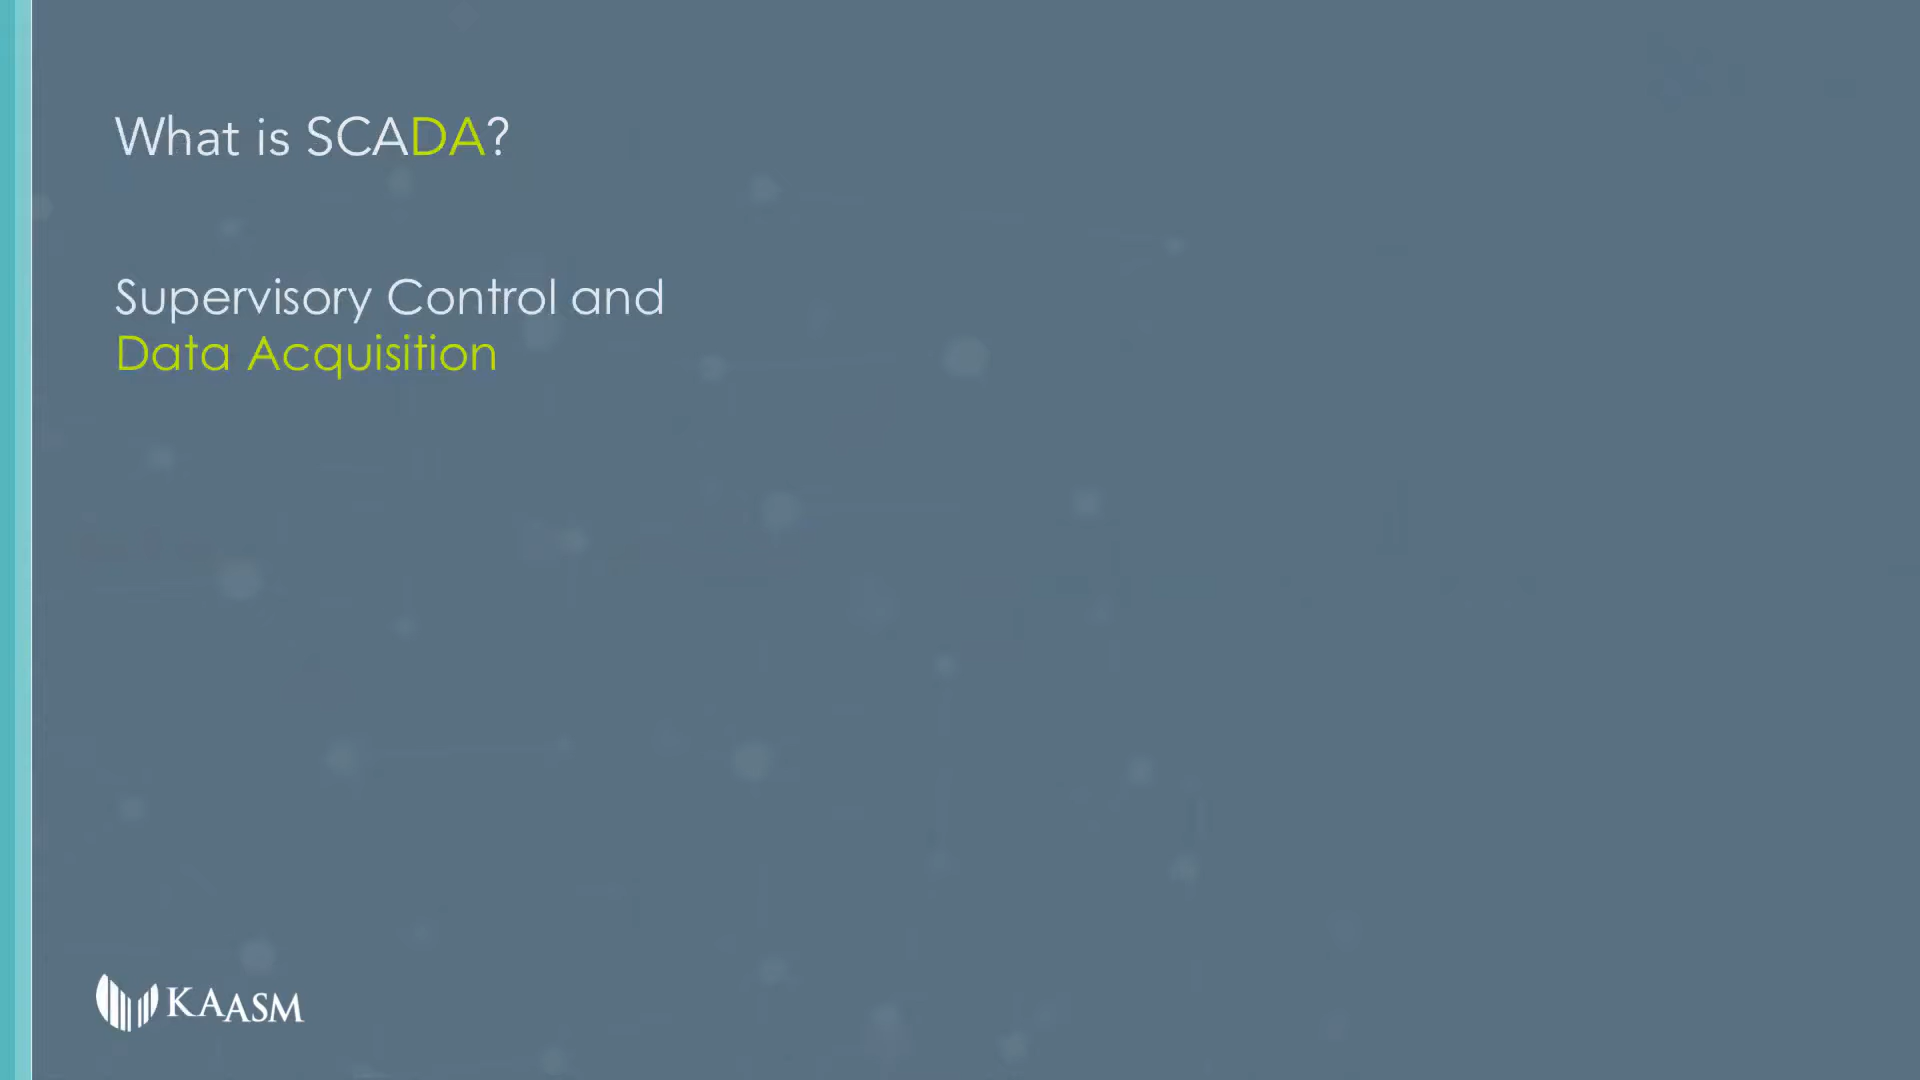 What is SCADA?
Supervisory Control and
Data Acquisition
KAASM